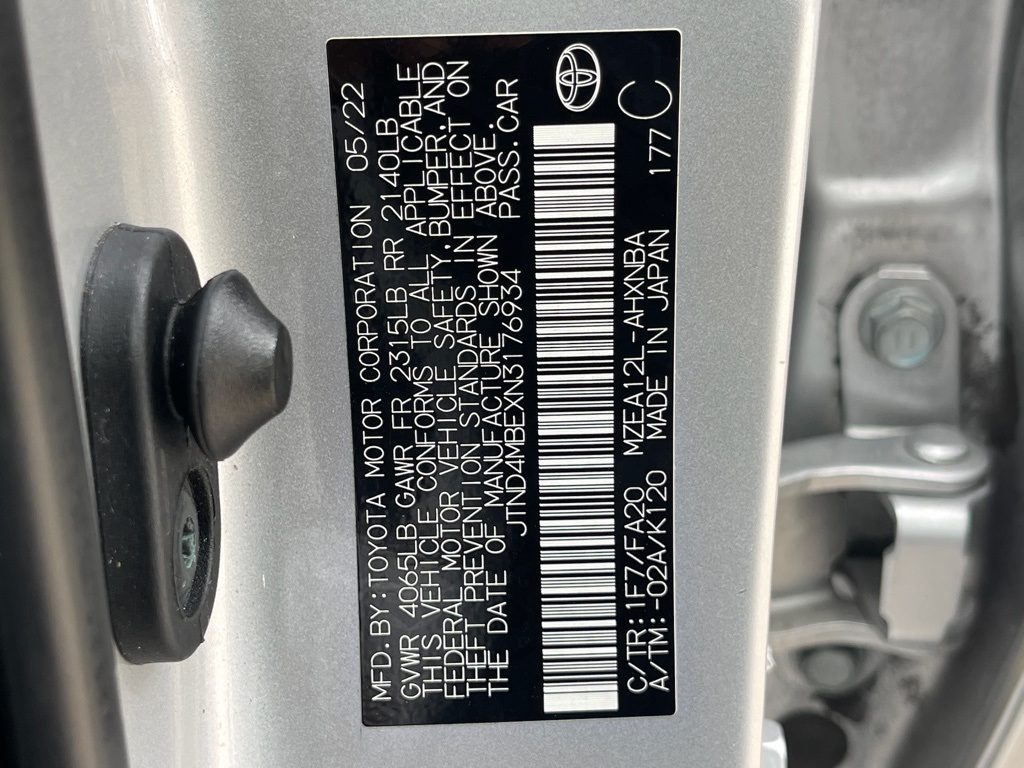 MFD.BY:TOYOTA MOTOR CORPORATION 05/22
GVWR 4065LB GAWR FR 2315LB RR 2140LB
THIS VEHICLE CONFORMS TO ALL APPLICABLE
FEDERAL MOTOR VEHICLE SAFETY,BUMPER,AND
THEFT PREVENTION STANDARDS IN EFFECT ON
THE DATE OF MANUFACTURE SHOWN ABOVE.
JTND4MBEXN3176934 PASS.CAR
C/TR:1F7/FA20 MZEA12L-AHXNBA 177 C
A/TM:-02A/K120 MADE IN JAPAN